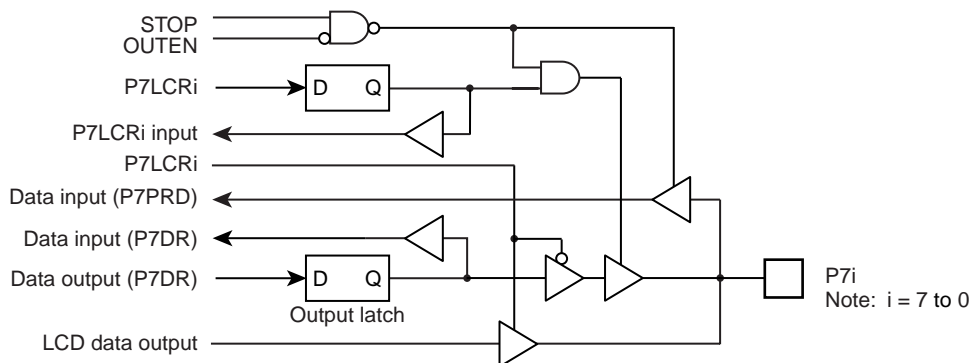 STOP
OUTEN
P7LCRi
D Q
P7LCRi input
P7LCRi
Data input (P7PRD)
Data input (P7DR)
Data output (P7DR)
D Q
Output latch
P7i
Note: i = 7 to 0
LCD data output